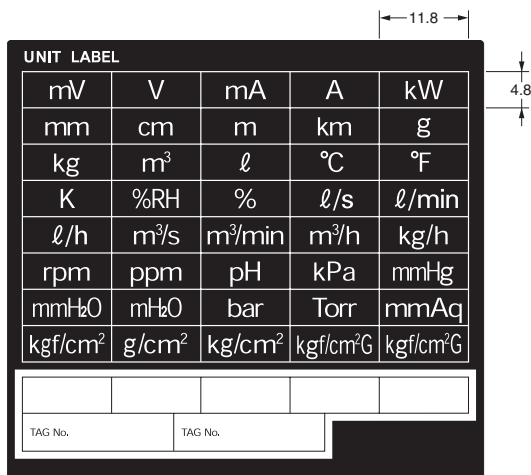 11.8
UNIT LABEL
4.8
mV V mA A kW
mm cm m km g
kg m³ ℓ °C °F
K %RH % ℓ/s ℓ/min
ℓ/h m³/s m³/min m³/h kg/h
rpm ppm pH kPa mmHg
mmH₂O mH₂O bar Torr mmAq
kgf/cm² g/cm² kg/cm² kgf/cm²G kgf/cm²G
TAG No. TAG No.